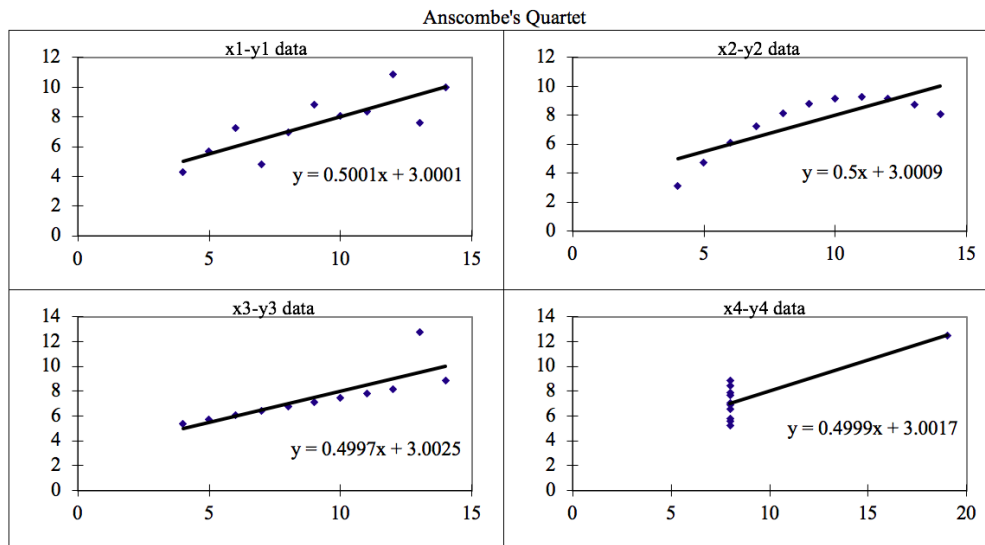 Anscombe's Quartet
x1-y1 data
12
10
8
6
4
2
0
y = 0.5001x + 3.0001
0 5 10 15
x2-y2 data
12
10
8
6
4
2
0
y = 0.5x + 3.0009
0 5 10 15
x3-y3 data
14
12
10
8
6
4
2
0
y = 0.4997x + 3.0025
0 5 10 15
x4-y4 data
14
12
10
8
6
4
2
0
y = 0.4999x + 3.0017
0 5 10 15 20